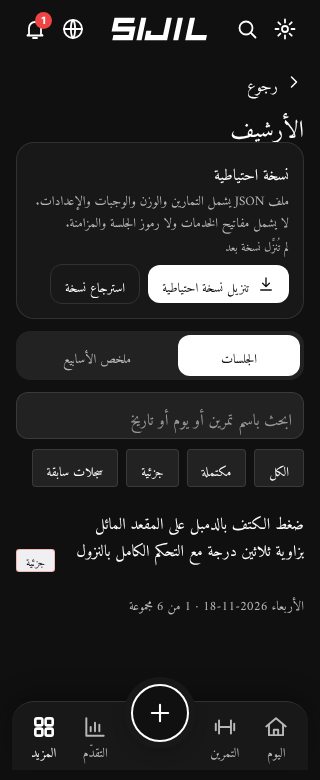 SIJIL
1
رجوع
الأرشيف
نسخة احتياطية
ملف JSON يشمل التمارين والوزن والوجبات والإعدادات.
لا يشمل مفاتيح الخدمات ولا رموز الجلسة والمزامنة.
لم تُنزَّل نسخة بعد
تنزيل نسخة احتياطية
استرجاع نسخة
الجلسات
ملخص الأسابيع
ابحث باسم تمرين أو يوم أو تاريخ
الكل
مكتملة
جزئية
سجلات سابقة
ضغط الكتف بالدمبل على المقعد المائل
بزاوية ثلاثين درجة مع التحكم الكامل بالنزول
جزئية
الأربعاء 2026-11-18 · 1 من 6 مجموعة
اليوم
التمرين
التقدّم
المزيد